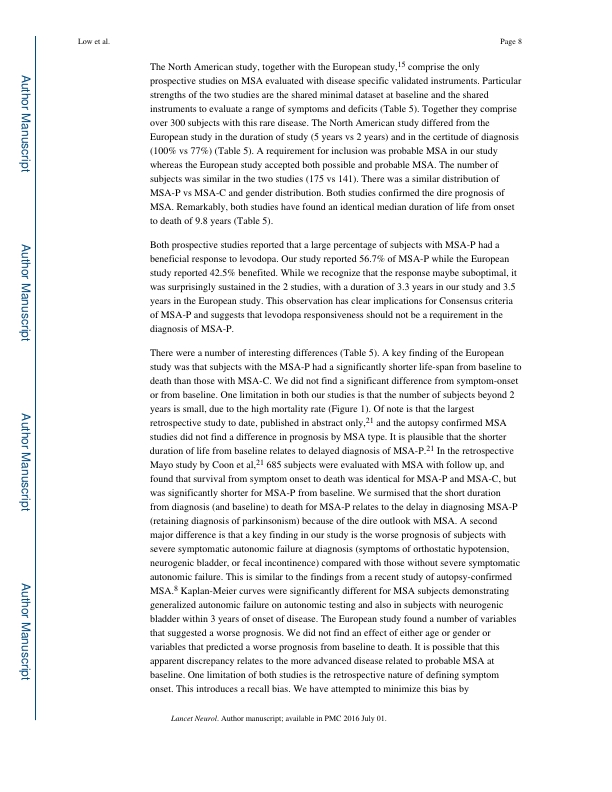 Low et al.
Page 8
The North American study, together with the European study,15 comprise the only
prospective studies on MSA evaluated with disease specific validated instruments. Particular
strengths of the two studies are the shared minimal dataset at baseline and the shared
instruments to evaluate a range of symptoms and deficits (Table 5). Together they comprise
over 300 subjects with this rare disease. The North American study differed from the
European study in the duration of study (5 years vs 2 years) and in the certitude of diagnosis
(100% vs 77%) (Table 5). A requirement for inclusion was probable MSA in our study
whereas the European study accepted both possible and probable MSA. The number of
subjects was similar in the two studies (175 vs 141). There was a similar distribution of
MSA-P vs MSA-C and gender distribution. Both studies confirmed the dire prognosis of
MSA. Remarkably, both studies have found an identical median duration of life from onset
to death of 9.8 years (Table 5).
Both prospective studies reported that a large percentage of subjects with MSA-P had a
beneficial response to levodopa. Our study reported 56.7% of MSA-P while the European
study reported 42.5% benefited. While we recognize that the response maybe suboptimal, it
was surprisingly sustained in the 2 studies, with a duration of 3.3 years in our study and 3.5
years in the European study. This observation has clear implications for Consensus criteria
of MSA-P and suggests that levodopa responsiveness should not be a requirement in the
diagnosis of MSA-P.
There were a number of interesting differences (Table 5). A key finding of the European
study was that subjects with the MSA-P had a significantly shorter life-span from baseline to
death than those with MSA-C. We did not find a significant difference from symptom-onset
or from baseline. One limitation in both our studies is that the number of subjects beyond 2
years is small, due to the high mortality rate (Figure 1). Of note is that the largest
retrospective study to date, published in abstract only,21 and the autopsy confirmed MSA
studies did not find a difference in prognosis by MSA type. It is plausible that the shorter
duration of life from baseline relates to delayed diagnosis of MSA-P.21 In the retrospective
Mayo study by Coon et al,21 685 subjects were evaluated with MSA with follow up, and
found that survival from symptom onset to death was identical for MSA-P and MSA-C, but
was significantly shorter for MSA-P from baseline. We surmised that the short duration
from diagnosis (and baseline) to death for MSA-P relates to the delay in diagnosing MSA-P
(retaining diagnosis of parkinsonism) because of the dire outlook with MSA. A second
major difference is that a key finding in our study is the worse prognosis of subjects with
severe symptomatic autonomic failure at diagnosis (symptoms of orthostatic hypotension,
neurogenic bladder, or fecal incontinence) compared with those without severe symptomatic
autonomic failure. This is similar to the findings from a recent study of autopsy-confirmed
MSA.8 Kaplan-Meier curves were significantly different for MSA subjects demonstrating
generalized autonomic failure on autonomic testing and also in subjects with neurogenic
bladder within 3 years of onset of disease. The European study found a number of variables
that suggested a worse prognosis. We did not find an effect of either age or gender or
variables that predicted a worse prognosis from baseline to death. It is possible that this
apparent discrepancy relates to the more advanced disease related to probable MSA at
baseline. One limitation of both studies is the retrospective nature of defining symptom
onset. This introduces a recall bias. We have attempted to minimize this bias by
Lancet Neurol. Author manuscript; available in PMC 2016 July 01.
Author Manuscript
Author Manuscript
Author Manuscript
Author Manuscript